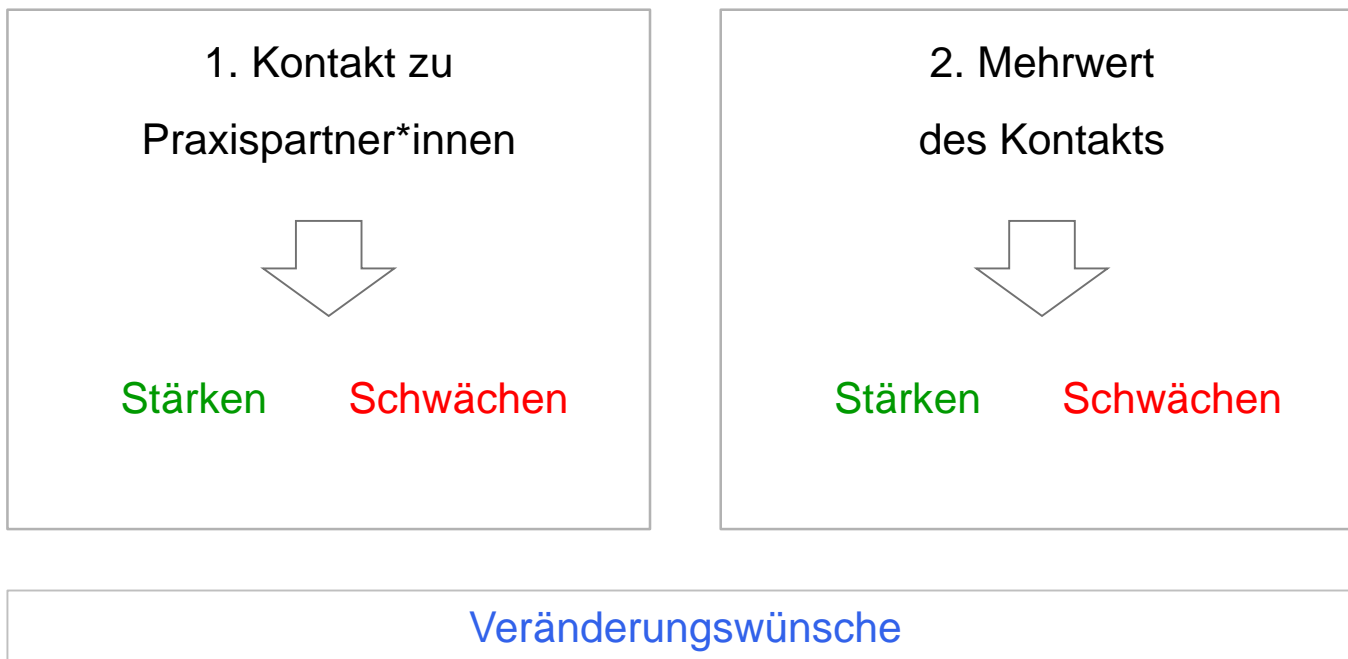 1. Kontakt zu
Praxispartner*innen
Stärken Schwächen
2. Mehrwert
des Kontakts
Stärken Schwächen
Veränderungswünsche